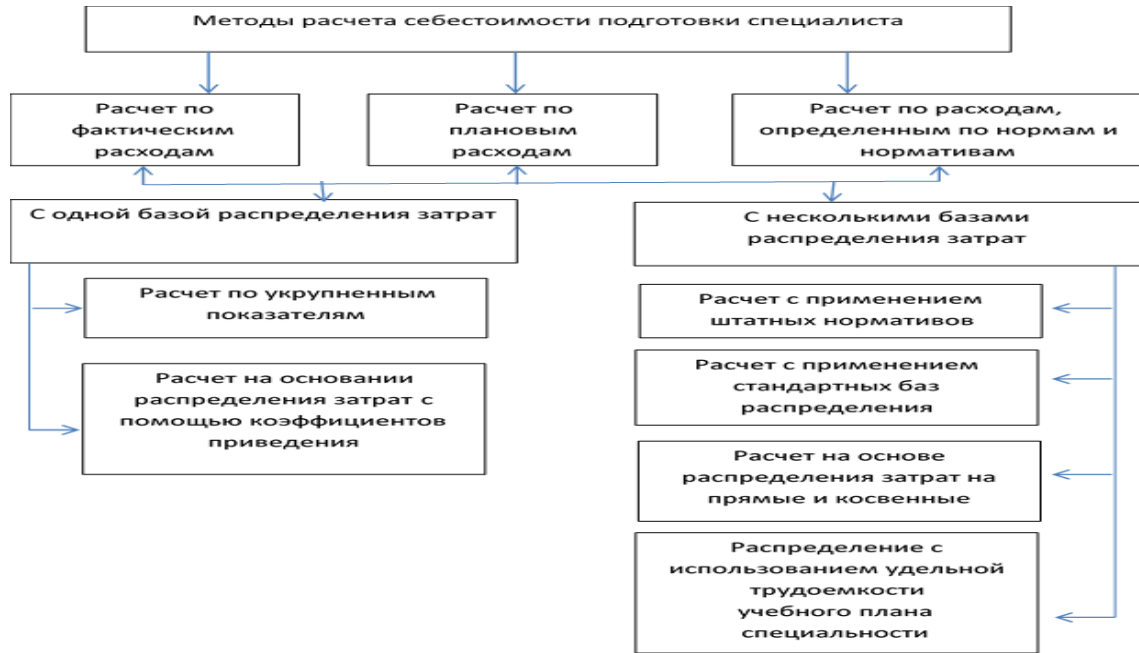 Методы расчета себестоимости подготовки специалиста
Расчет по
фактическим
расходам
Расчет по
плановым
расходам
Расчет по расходам,
определенным по нормам и
нормативам
С одной базой распределения затрат
С несколькими базами
распределения затрат
Расчет по укрупненным
показателям
Расчет на основании
распределения затрат с
помощью коэффициентов
приведения
Расчет с применением
штатных нормативов
Расчет с применением
стандартных баз
распределения
Расчет на основе
распределения затрат на
прямые и косвенные
Распределение с
использованием удельной
трудоемкости
учебного плана
специальности